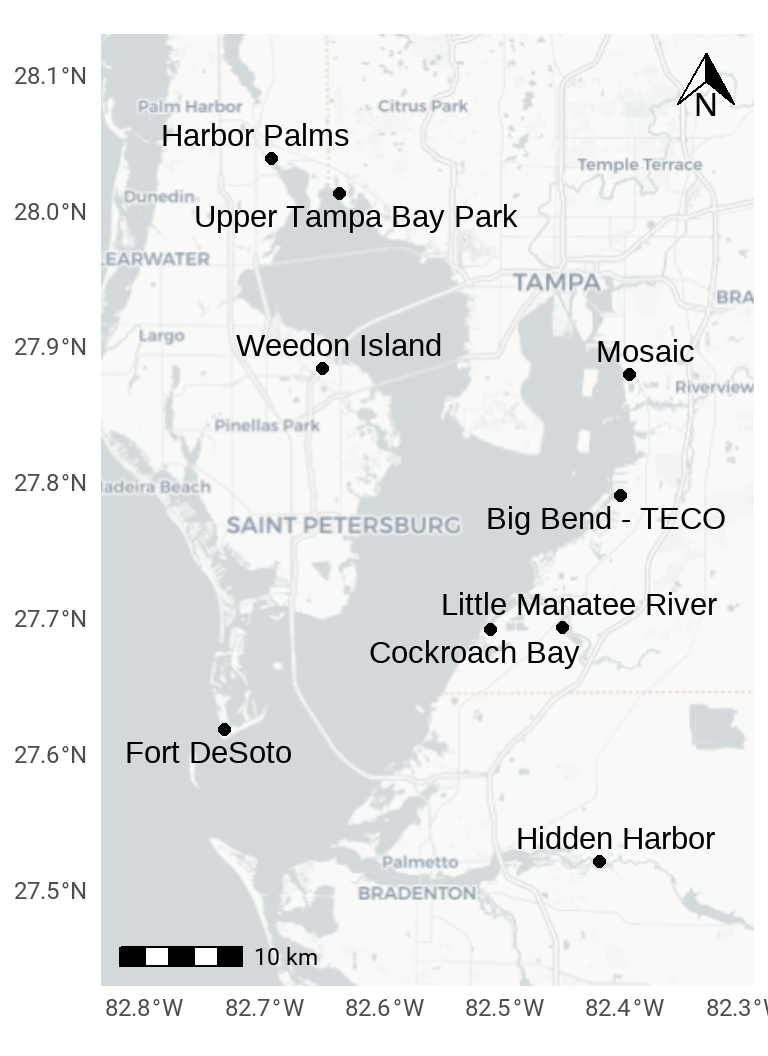 28.1°N
N
Palm Harbor
Citrus Park
Harbor Palms
Temple Terrace
Dunedin
28.0°N
Upper Tampa Bay Park
LEARWATER
TAMPA
BRA
Largo
27.9°N
Weedon Island
Mosaic
Riverview
Pinellas Park
27.8°N
adeira Beach
Big Bend - TECO
SAINT PETERSBURG
Little Manatee River
27.7°N
Cockroach Bay
27.6°N
Fort DeSoto
Hidden Harbor
Palmetto
27.5°N
BRADENTON
10 km
82.8°W 82.7°W 82.6°W 82.5°W 82.4°W 82.3°W